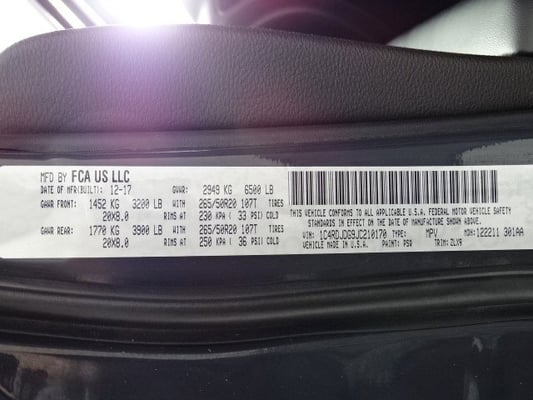 MFD BY FCA US LLC
DATE OF MFR(BUILT): 12-17 GVWR: 2949 KG 6500 LB
GAWR FRONT: 1452 KG 3200 LB WITH 265/50R20 107T TIRES
20X8.0 RIMS AT 230 KPA ( 33 PSI) COLD
GAWR REAR: 1770 KG 3900 LB WITH 265/50R20 107T TIRES
20X8.0 RIMS AT 250 KPA ( 36 PSI) COLD
THIS VEHICLE CONFORMS TO ALL APPLICABLE U.S.A. FEDERAL MOTOR VEHICLE SAFETY
STANDARDS IN EFFECT ON THE DATE OF MANUFACTURE SHOWN ABOVE.
VIN: 1C4RDJDG9JC210170 TYPE: MPV MDH: 122211 301AA
VEHICLE MADE IN U.S.A. PAINT: PS9 TRIM: ZLX9